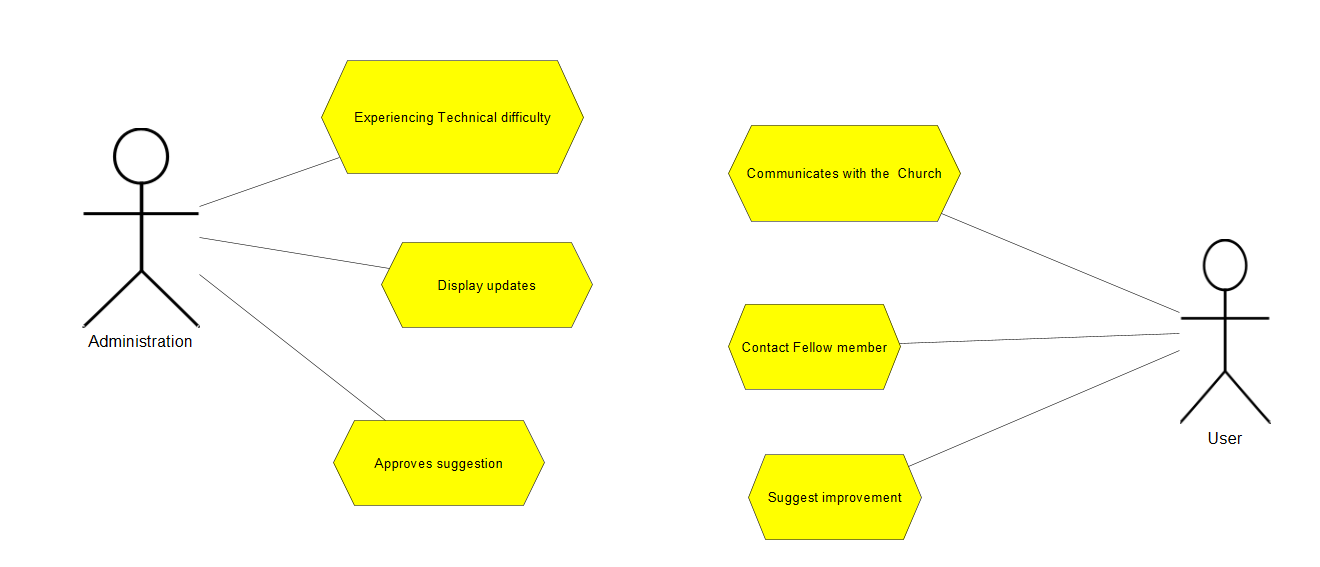 Experiencing Technical difficulty
Communicates with the  Church
Display updates
Administration
Contact Fellow member
User
Approves suggestion
Suggest improvement